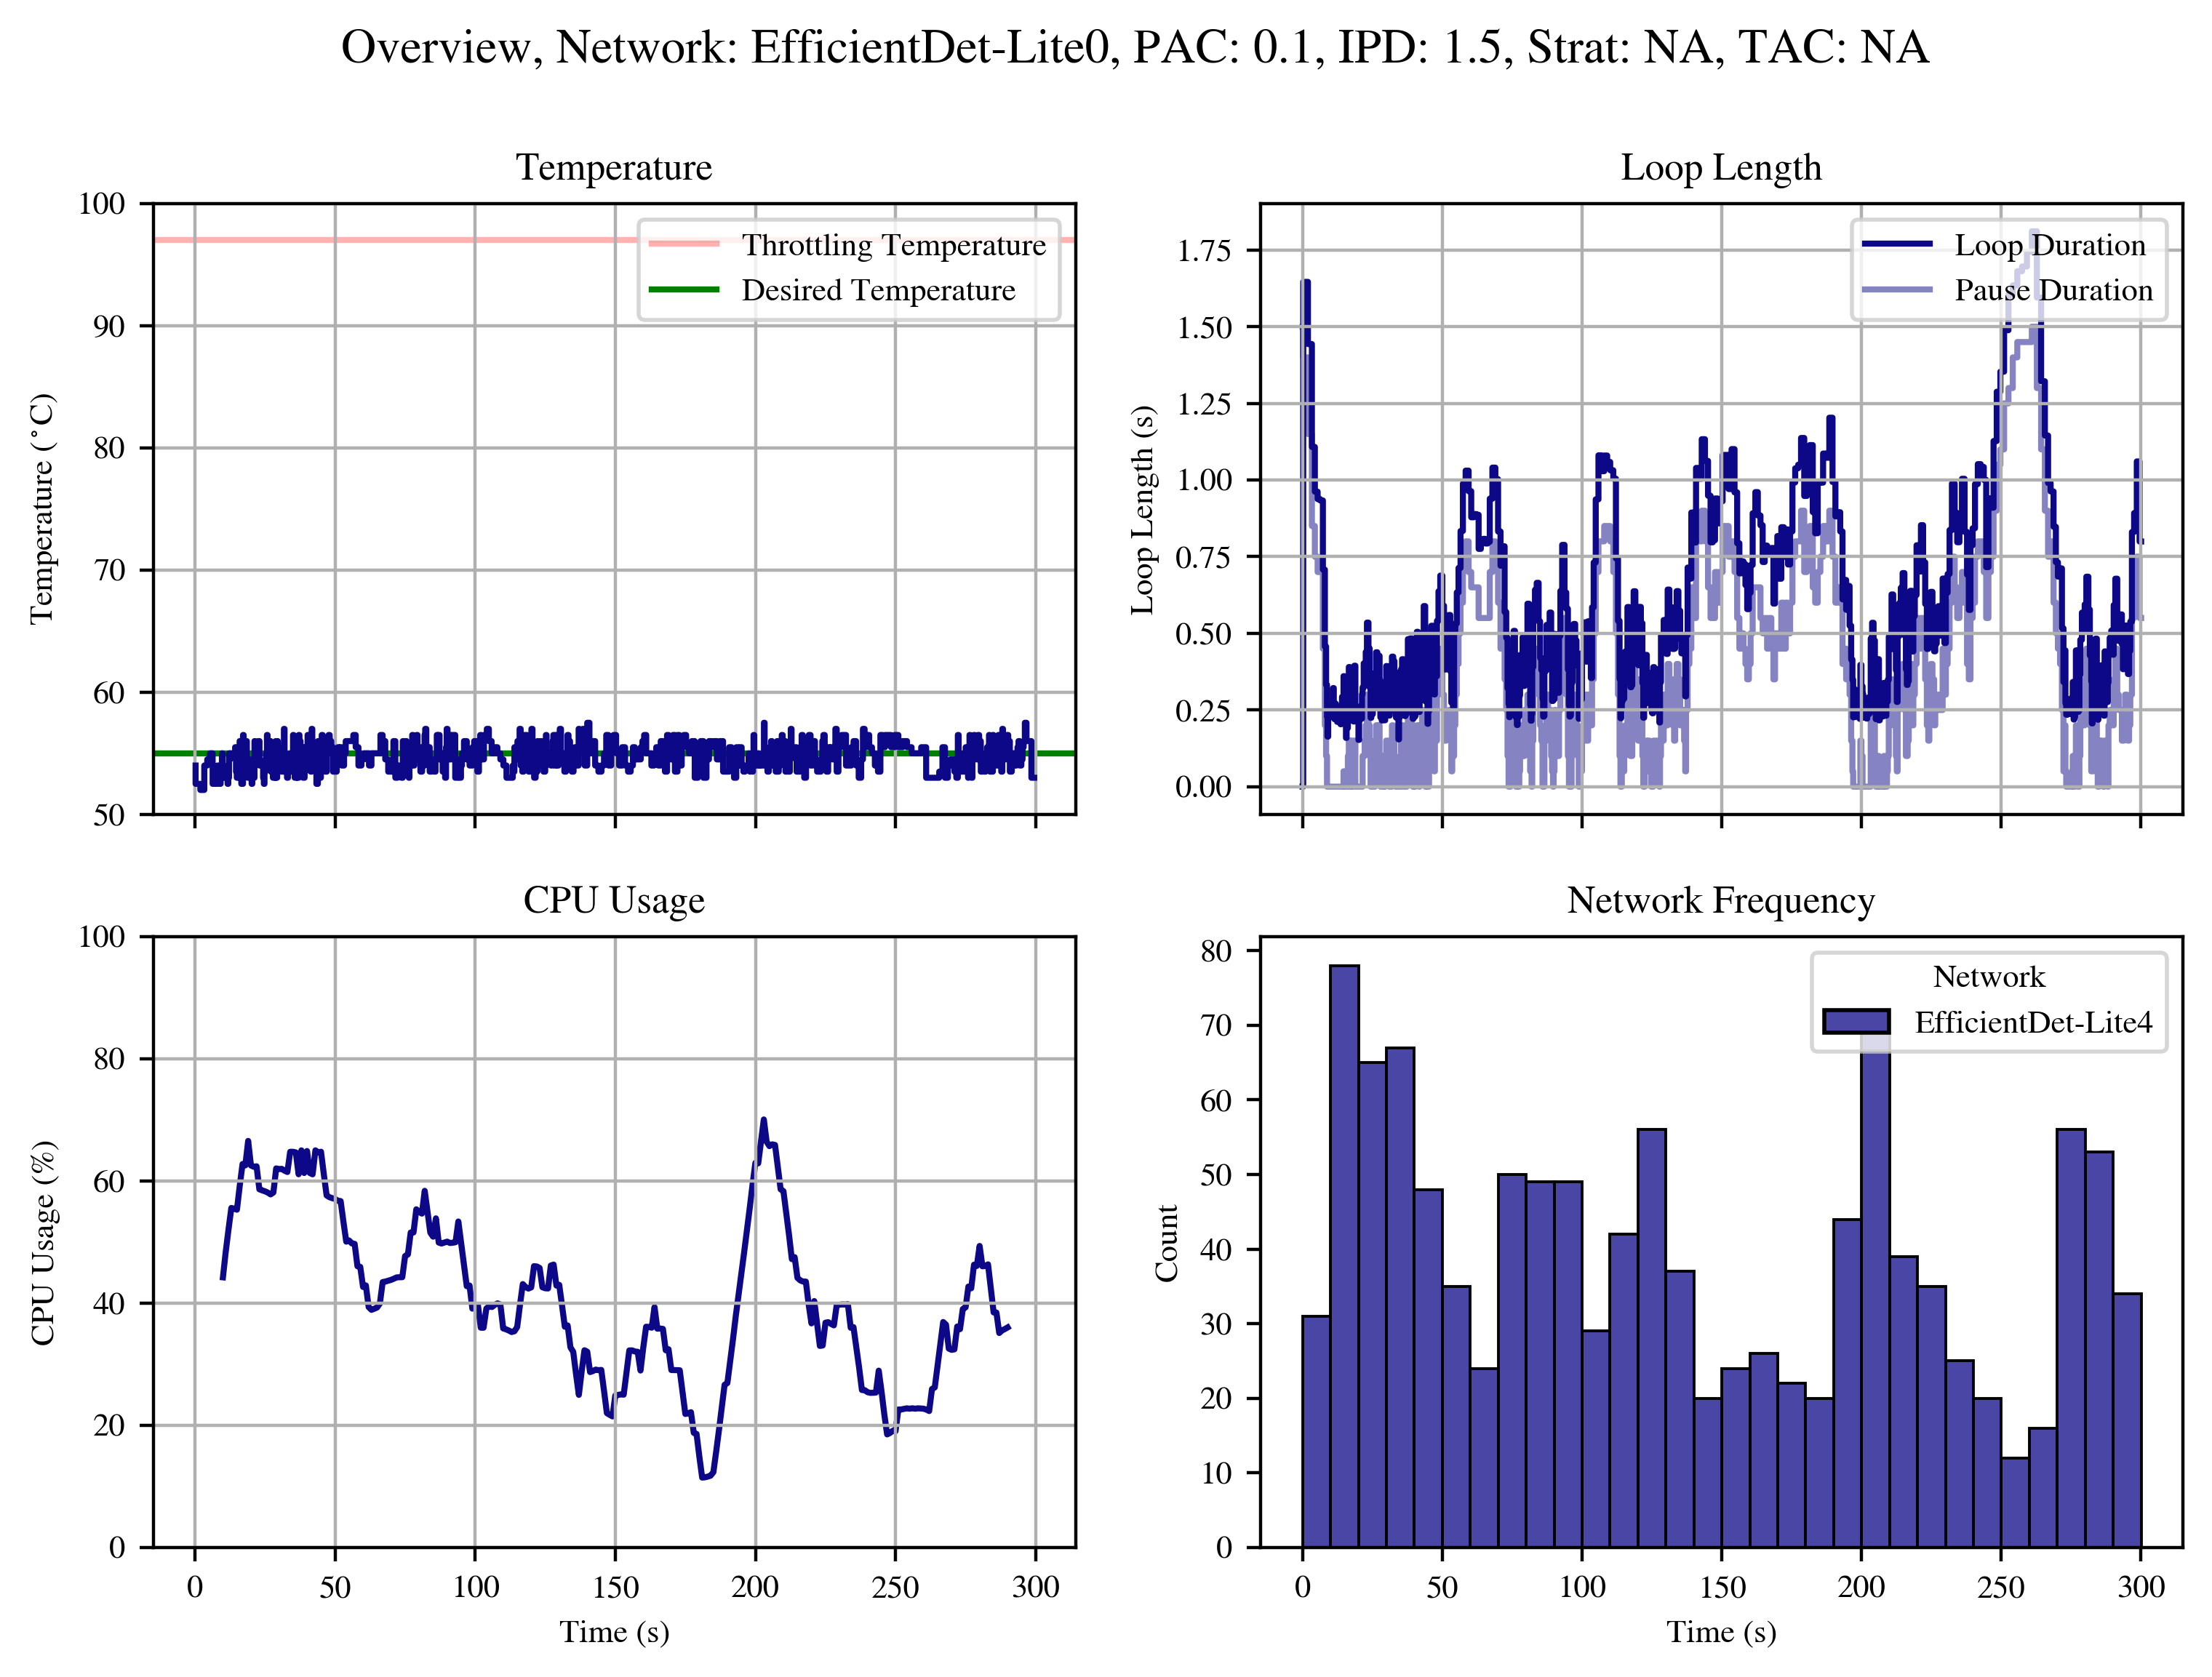 Overview, Network: EfficientDet-Lite0, PAC: 0.1, IPD: 1.5, Strat: NA, TAC: NA
Temperature
100
90
80
70
60
50
Temperature (°C)
Throttling Temperature
Desired Temperature
Loop Length
1.75
1.50
1.25
1.00
0.75
0.50
0.25
0.00
Loop Length (s)
Loop Duration
Pause Duration
CPU Usage
100
80
60
40
20
0
CPU Usage (%)
0 50 100 150 200 250 300
Time (s)
Network Frequency
80
70
60
50
40
30
20
10
0
Count
Network
EfficientDet-Lite4
0 50 100 150 200 250 300
Time (s)